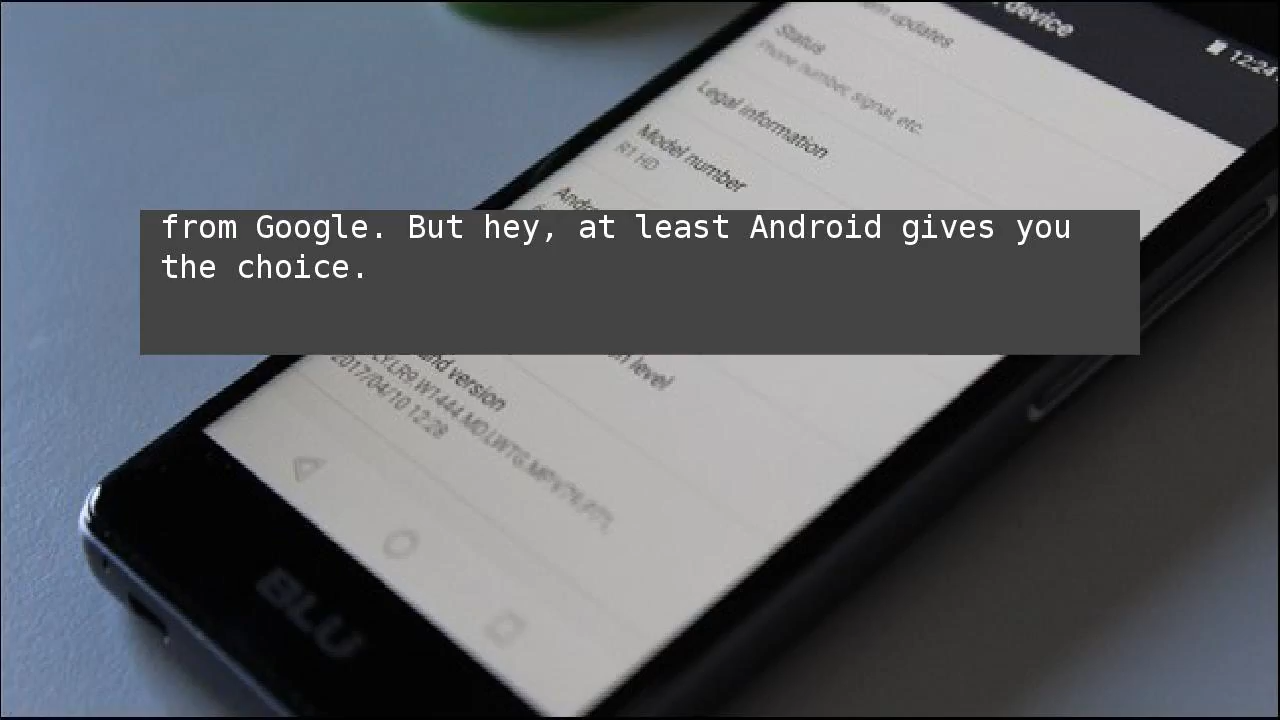 device
12:24
updates
Status
Phone number, signal, etc.
Legal information
Model number
R1 HD
from Google. But hey, at least Android gives you
the choice.
level
version
2017/04/10 12:28
BLU